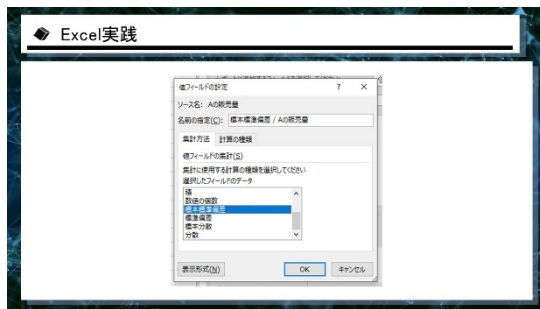 Excel実践
値フィールドの設定 ? ×
ソース名: Aの販売量
名前の指定(C): 標本標準偏差 / Aの販売量
集計方法 計算の種類
値フィールドの集計(S)
集計に使用する計算の種類を選択してください
選択したフィールドのデータ
積
数値の個数
標本標準偏差
標準偏差
標本分散
分散
表示形式(N) OK キャンセル